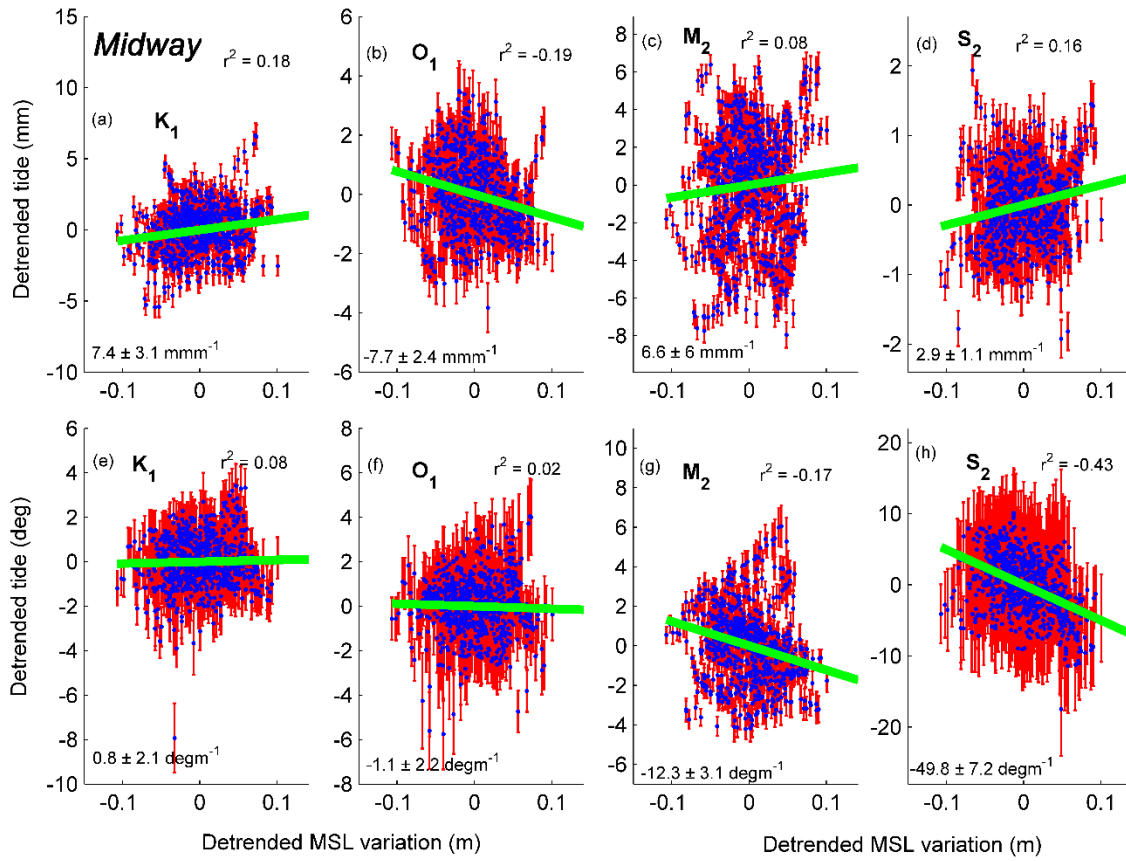 Midway
(a)
K1
r2 = 0.18
7.4 ± 3.1 mmm-1
15
10
5
0
-5
-10
-0.1 0 0.1
Detrended tide (mm)
(b)
O1
r2 = -0.19
-7.7 ± 2.4 mmm-1
6
4
2
0
-2
-4
-6
-0.1 0 0.1
(c)
M2
r2 = 0.08
6.6 ± 6 mmm-1
8
6
4
2
0
-2
-4
-6
-8
-0.1 0 0.1
(d)
S2
r2 = 0.16
2.9 ± 1.1 mmm-1
2
1
0
-1
-2
-0.1 0 0.1
(e)
K1
r2 = 0.08
0.8 ± 2.1 degm-1
6
4
2
0
-2
-4
-6
-8
-10
-0.1 0 0.1
Detrended tide (deg)
(f)
O1
r2 = 0.02
-1.1 ± 2.2 degm-1
8
6
4
2
0
-2
-4
-6
-8
-0.1 0 0.1
(g)
M2
r2 = -0.17
-12.3 ± 3.1 degm-1
10
8
6
4
2
0
-2
-4
-6
-0.1 0 0.1
(h)
S2
r2 = -0.43
-49.8 ± 7.2 degm-1
20
10
0
-10
-20
-0.1 0 0.1
Detrended MSL variation (m)
Detrended MSL variation (m)